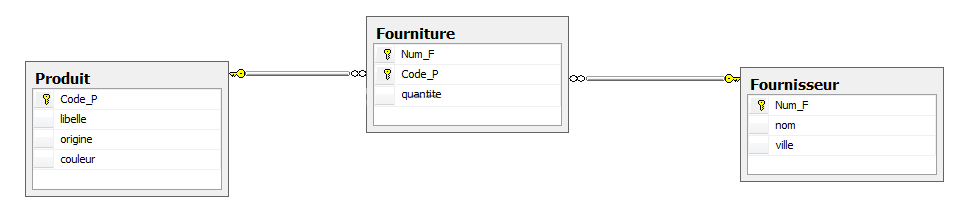 Produit
Code_P
libelle
origine
couleur
Fourniture
Num_F
Code_P
quantite
Fournisseur
Num_F
nom
ville